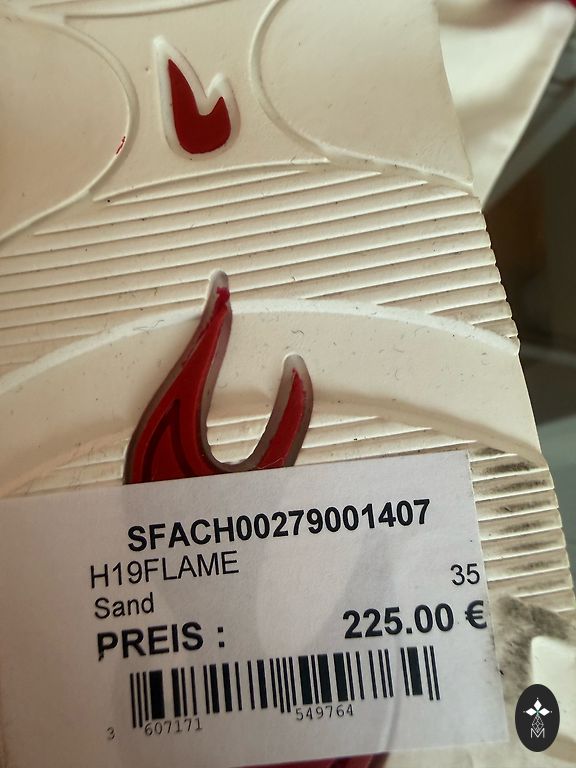 SFACH00279001407
H19FLAME
35
Sand
PREIS :
225.00 €
3 607171 549764